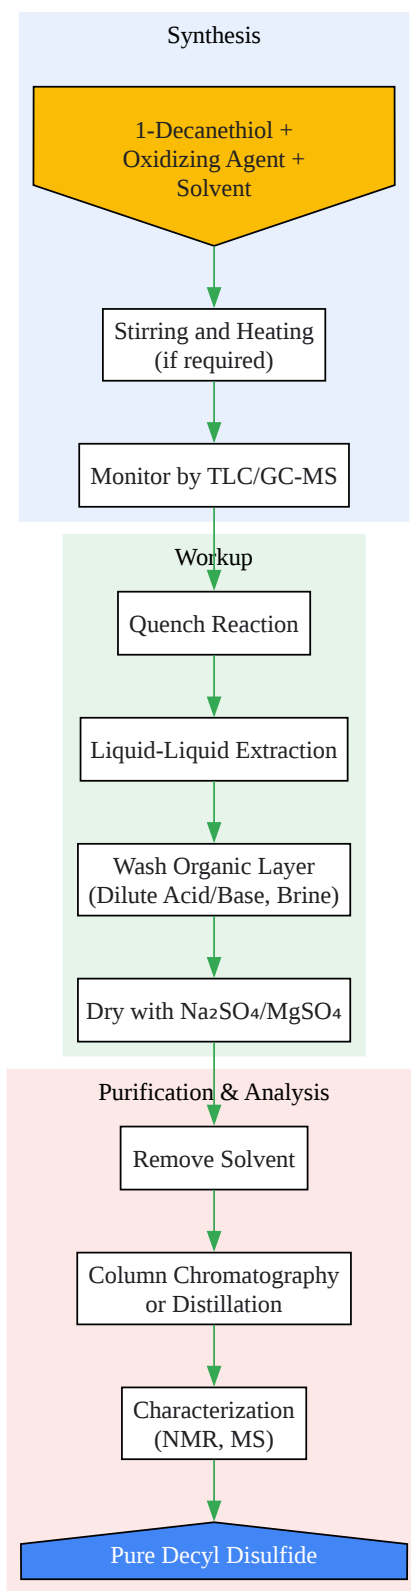 Synthesis
1-Decanethiol +
Oxidizing Agent +
Solvent
Stirring and Heating
(if required)
Monitor by TLC/GC-MS
Workup
Quench Reaction
Liquid-Liquid Extraction
Wash Organic Layer
(Dilute Acid/Base, Brine)
Dry with Na₂SO₄/MgSO₄
Purification & Analysis
Remove Solvent
Column Chromatography
or Distillation
Characterization
(NMR, MS)
Pure Decyl Disulfide